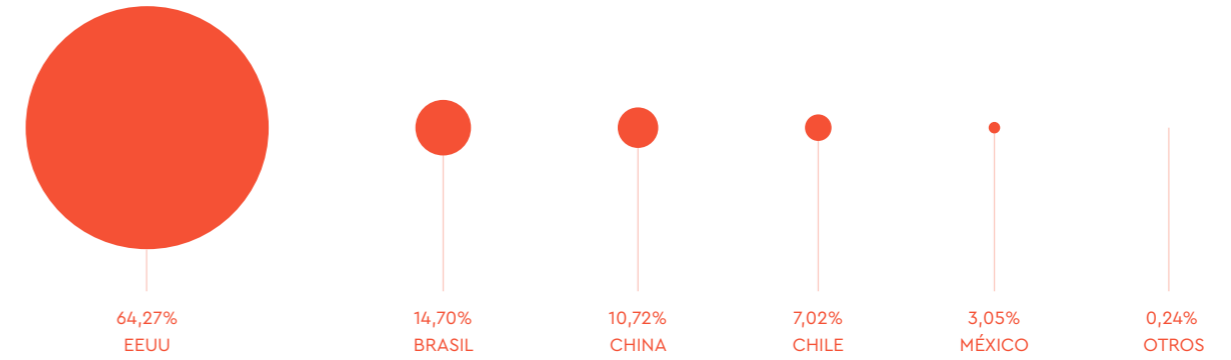 64,27%
EEUU
14,70%
BRASIL
10,72%
CHINA
7,02%
CHILE
3,05%
MÉXICO
0,24%
OTROS